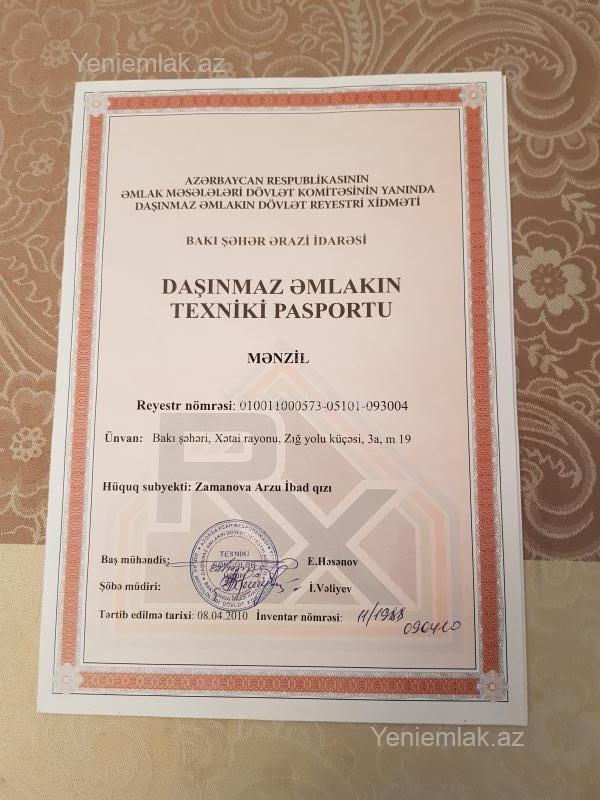 Yeniemlak.az
AZƏRBAYCAN RESPUBLİKASININ
ƏMLAK MƏSƏLƏLƏRİ DÖVLƏT KOMİTƏSİNİN YANINDA
DAŞINMAZ ƏMLAKIN DÖVLƏT REYESTRİ XİDMƏTİ
BAKI ŞƏHƏR ƏRAZİ İDARƏSİ
DAŞINMAZ ƏMLAKIN
TEXNİKİ PASPORTU
MƏNZİL
Reyestr nömrəsi: 010011000573-05101-093004
Ünvan: Bakı şəhəri, Xətai rayonu, Zığ yolu küçəsi, 3a, m 19
Hüquq subyekti: Zamanova Arzu İbad qızı
TEXNİKİ
Baş mühəndis: E.Həsənov
Şöbə müdiri: İ.Vəliyev
Tərtib edilmə tarixi: 08.04.2010 İnventar nömrəsi: 11/1988
090410
Yeniemlak.az